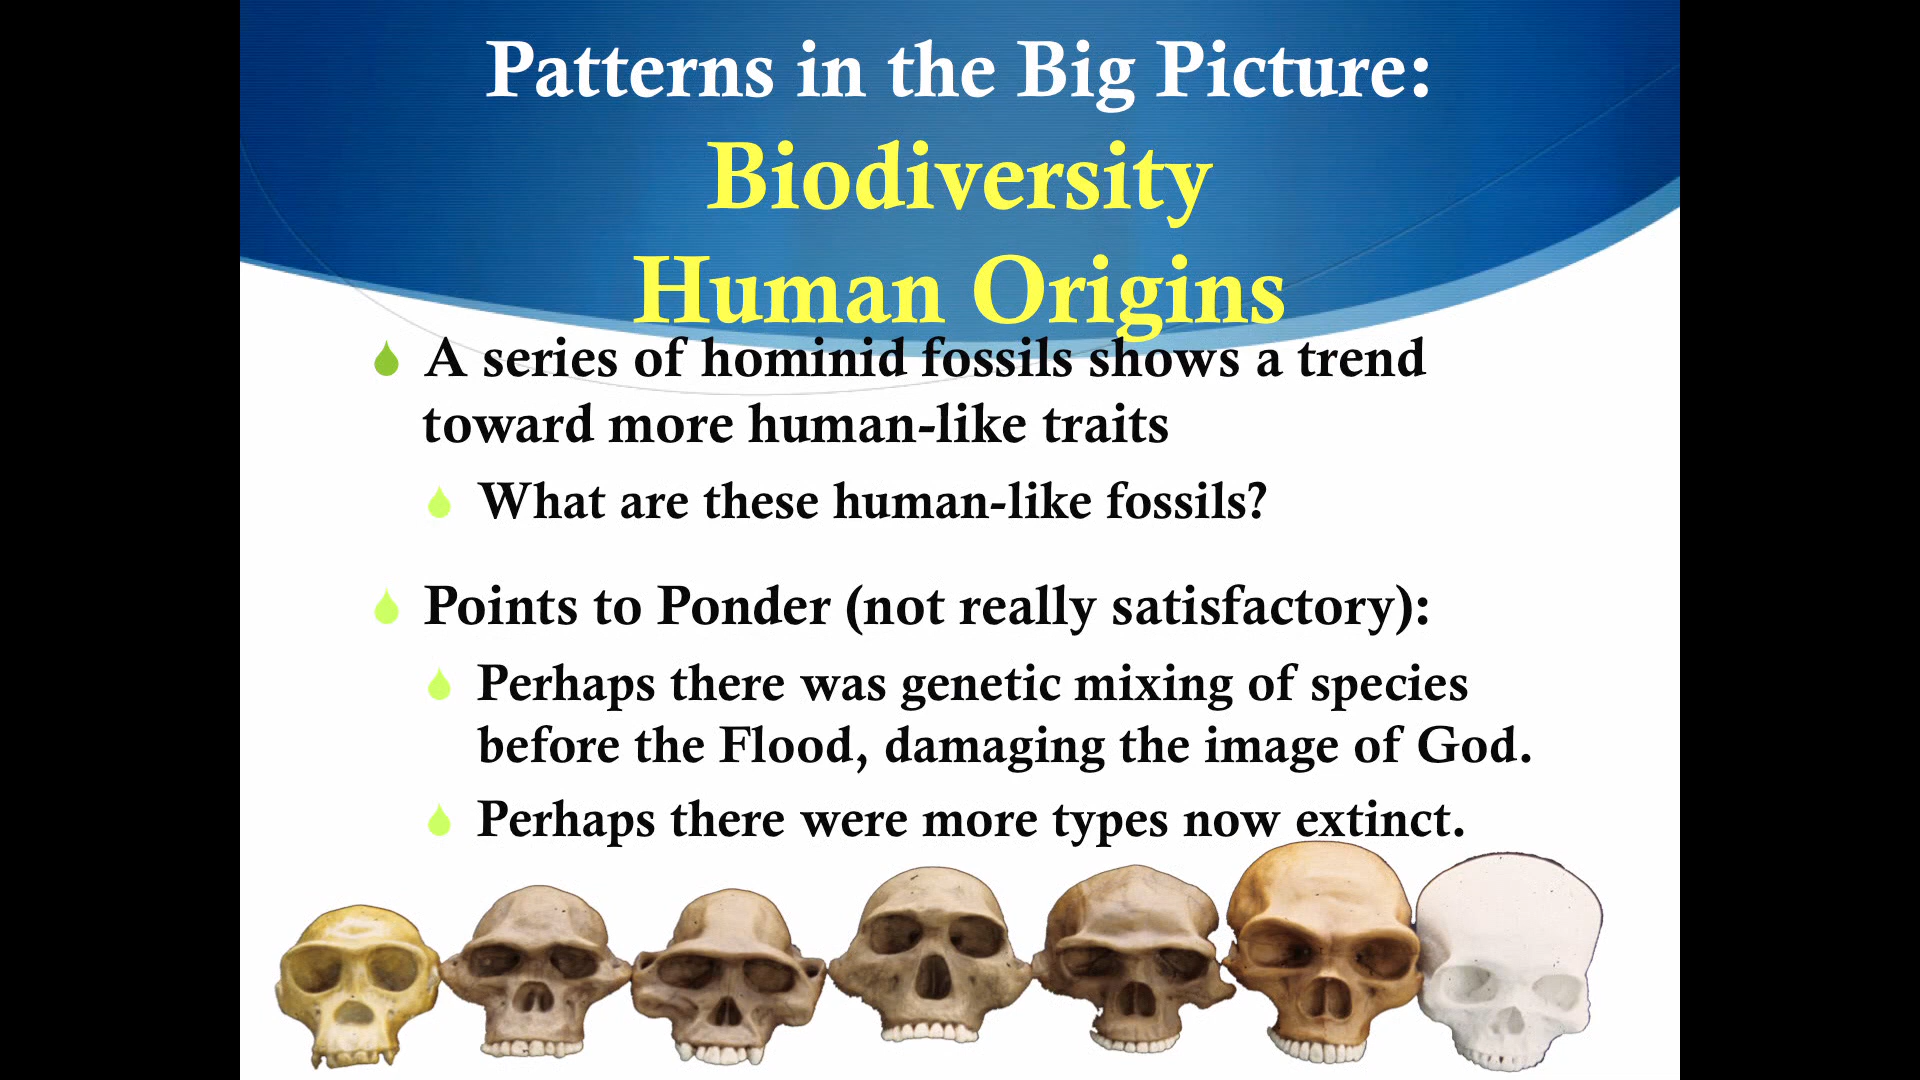 Patterns in the Big Picture:
Biodiversity
Human Origins
A series of hominid fossils shows a trend
toward more human-like traits
What are these human-like fossils?
Points to Ponder (not really satisfactory):
Perhaps there was genetic mixing of species
before the Flood, damaging the image of God.
Perhaps there were more types now extinct.